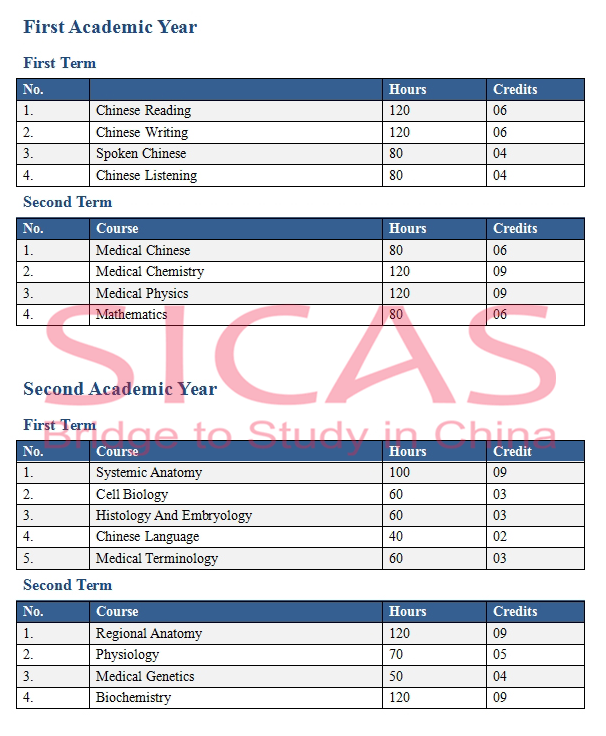 First Academic Year
First Term
No. Hours Credits
1. Chinese Reading 120 06
2. Chinese Writing 120 06
3. Spoken Chinese 80 04
4. Chinese Listening 80 04
Second Term
No. Course Hours Credits
1. Medical Chinese 80 06
2. Medical Chemistry 120 09
3. Medical Physics 120 09
4. Mathematics 80 06
SICAS
Second Academic Year
First Term
Bridge to Study in China
No. Course Hours Credit
1. Systemic Anatomy 100 09
2. Cell Biology 60 03
3. Histology And Embryology 60 03
4. Chinese Language 40 02
5. Medical Terminology 60 03
Second Term
No. Course Hours Credits
1. Regional Anatomy 120 09
2. Physiology 70 05
3. Medical Genetics 50 04
4. Biochemistry 120 09